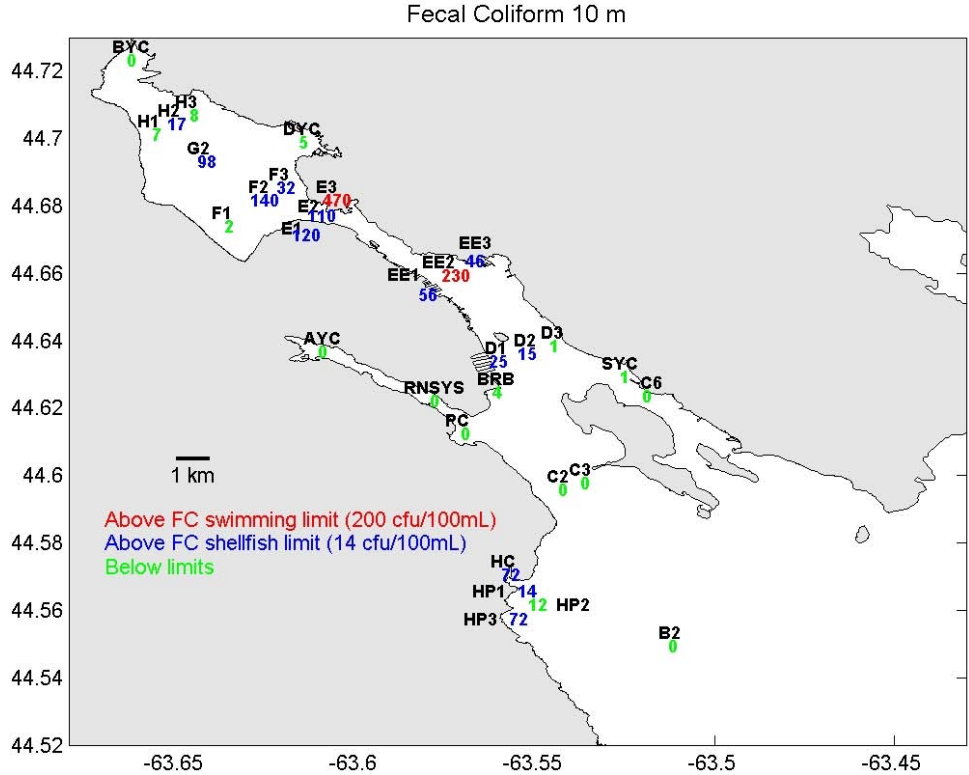 Fecal Coliform 10 m
44.72
44.7
44.68
44.66
44.64
44.62
44.6
44.58
44.56
44.54
44.52
BYC
0
H3
8
H2
17
H1
7
DYC
5
G2
98
F3
32
F2
140
E3
470
E2
110
F1
2
E1
120
EE3
46
EE2
230
EE1
56
D3
1
D2
15
D1
25
AYC
0
SYC
1
C6
0
BRB
4
RNSYS
0
PC
0
1 km
C3
0
C2
0
Above FC swimming limit (200 cfu/100mL)
Above FC shellfish limit (14 cfu/100mL)
Below limits
HC
72
HP1
14
12
HP2
HP3
72
B2
0
-63.65
-63.6
-63.55
-63.5
-63.45